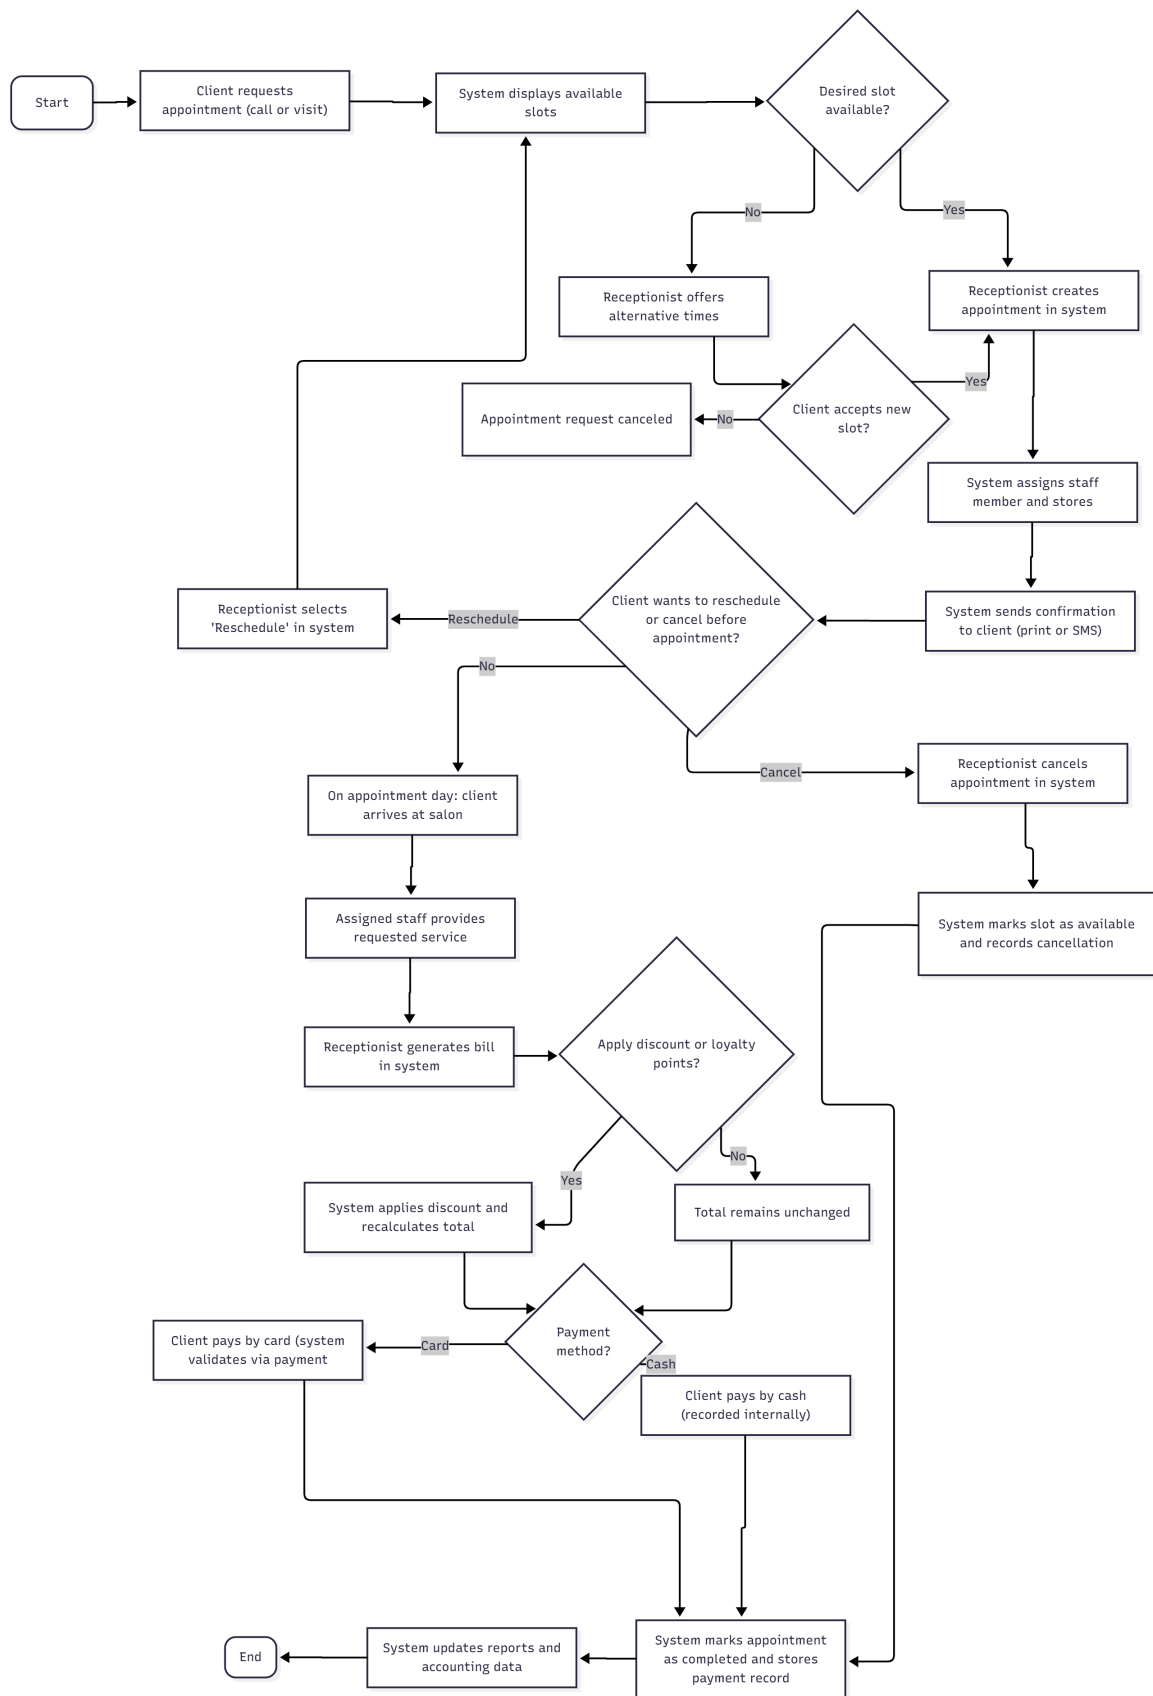 Start
Client requests
appointment (call or visit)
System displays available
slots
Desired slot
available?
No
Yes
Receptionist offers
alternative times
Receptionist creates
appointment in system
Client accepts new
slot?
Yes
No
Appointment request canceled
System assigns staff
member and stores
System sends confirmation
to client (print or SMS)
Client wants to reschedule
or cancel before
appointment?
Reschedule
Receptionist selects
'Reschedule' in system
No
Cancel
Receptionist cancels
appointment in system
On appointment day: client
arrives at salon
System marks slot as available
and records cancellation
Assigned staff provides
requested service
Receptionist generates bill
in system
Apply discount or loyalty
points?
Yes
No
System applies discount and
recalculates total
Total remains unchanged
Payment
method?
Card
Cash
Client pays by card (system
validates via payment
Client pays by cash
(recorded internally)
System marks appointment
as completed and stores
payment record
System updates reports and
accounting data
End